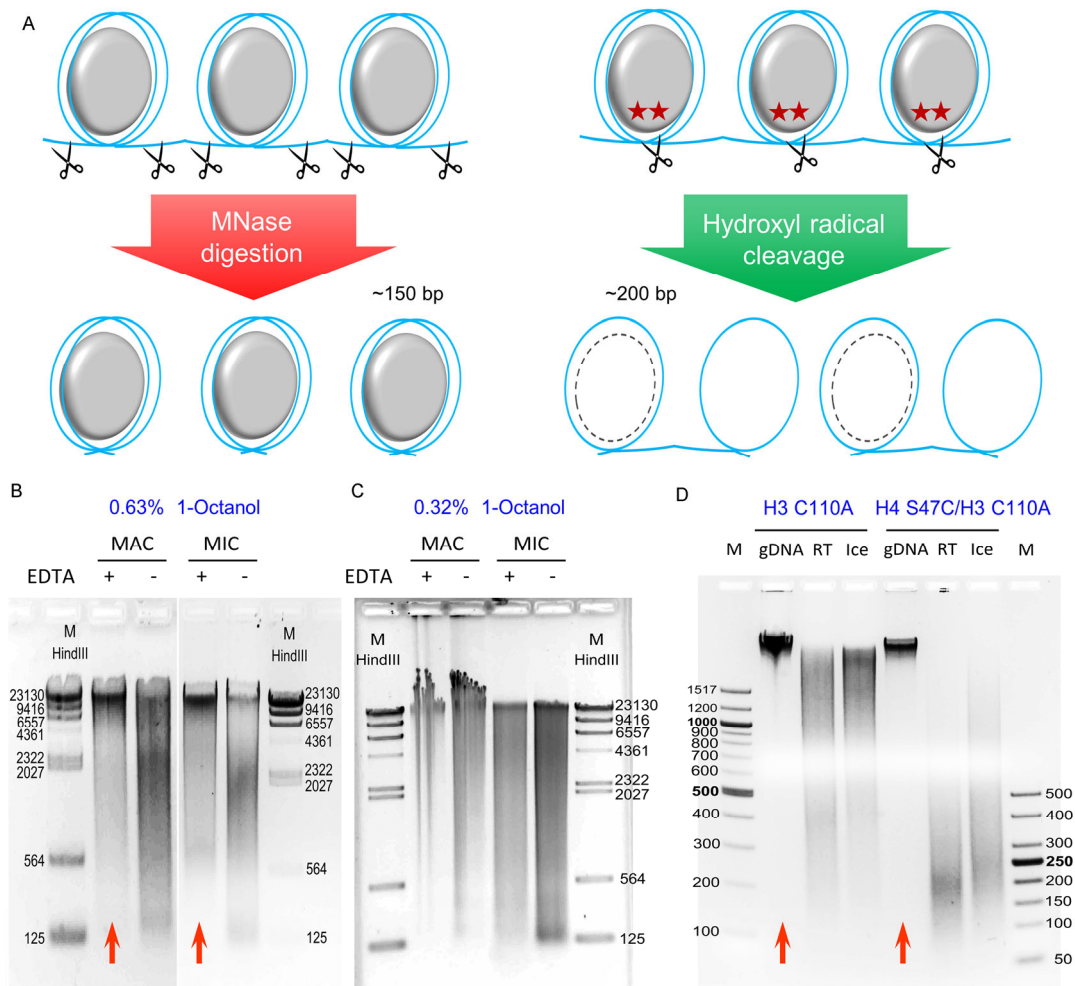 A
MNase
digestion
~150 bp
Hydroxyl radical
cleavage
~200 bp
B
0.63% 1-Octanol
MAC MIC
EDTA + - + -
M
HindIII
23130
9416
6557
4361
2322
2027
564
125
M
HindIII
23130
9416
6557
4361
2322
2027
564
125
C
0.32% 1-Octanol
MAC MIC
EDTA + - + -
M
HindIII
M
HindIII
23130
9416
6557
4361
2322
2027
564
125
D
H3 C110A H4 S47C/H3 C110A
M gDNA RT Ice gDNA RT Ice M
1517
1200
1000
900
800
700
600
500
400
300
200
100
500
400
300
250
200
150
100
50